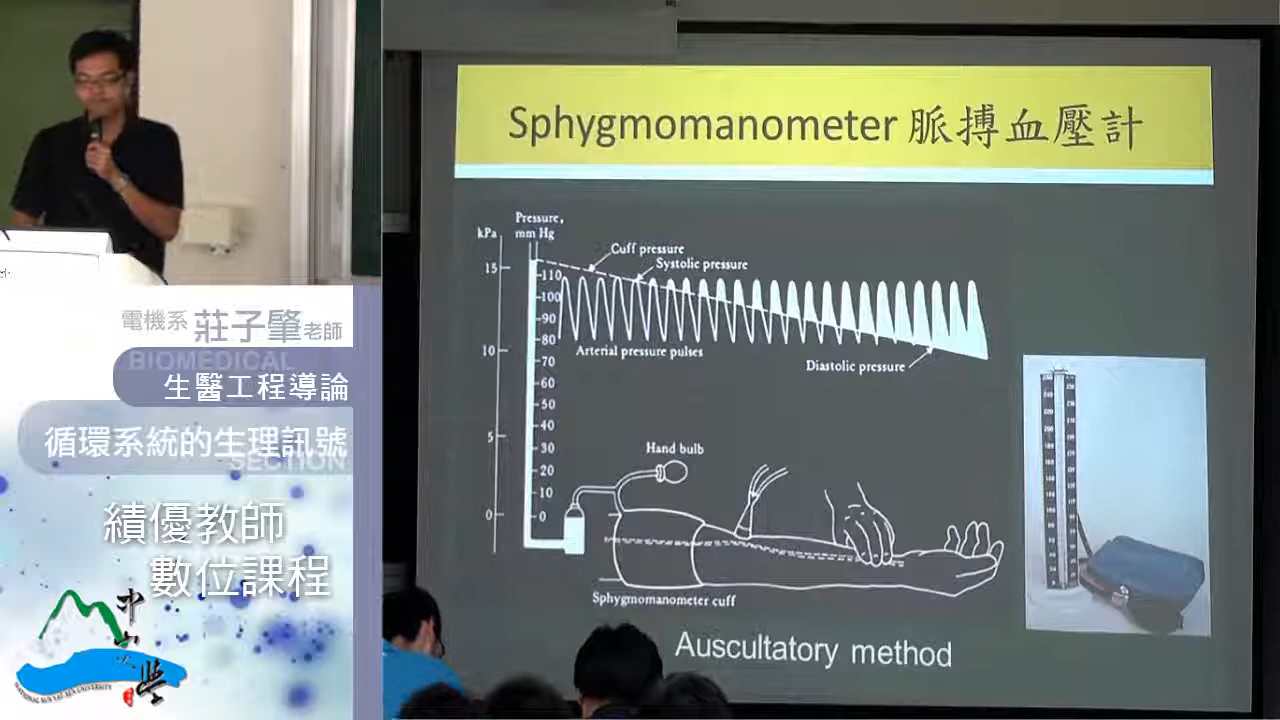 Sphygmomanometer 脈搏血壓計
Pressure,
kPa mm Hg
Cuff pressure
Systolic pressure
15
110
100
90
80
10
70
60
50
5
40
30
20
10
0
0
Arterial pressure pulses
Diastolic pressure
Hand bulb
Sphygmomanometer cuff
Auscultatory method
電機系 莊子肇 老師
BIOMEDICAL
生醫工程導論
循環系統的生理訊號
SECTION
績優教師
數位課程
中山大學
NATIONAL SUN YAT-SEN UNIVERSITY